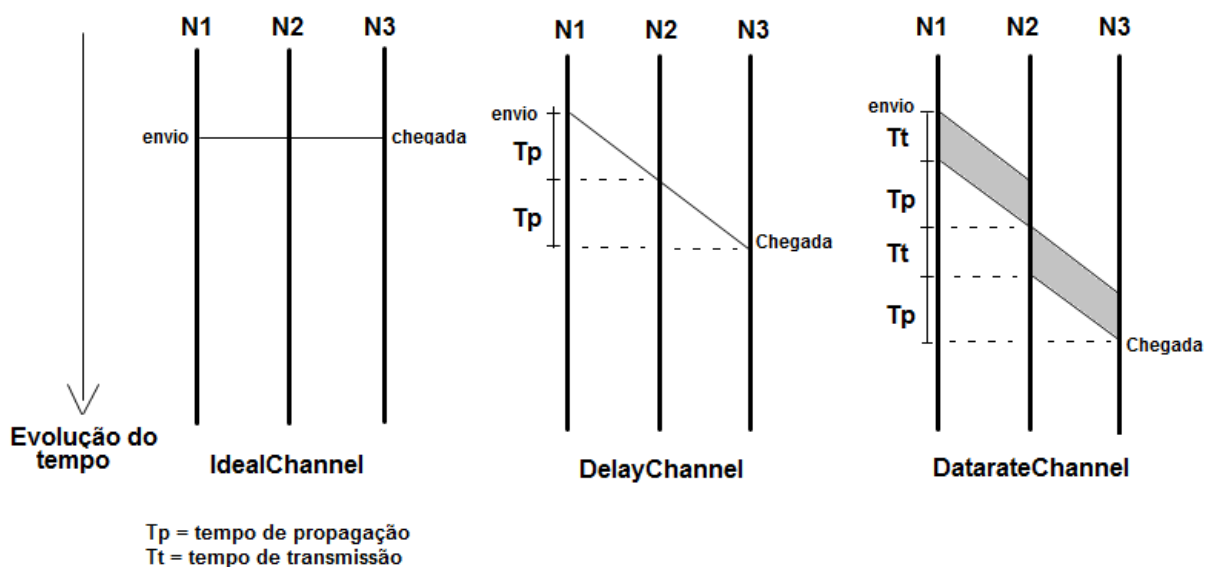 N1 N2 N3
envio chegada
IdealChannel
N1 N2 N3
envio
Tp
Tp
Chegada
DelayChannel
N1 N2 N3
envio
Tt
Tp
Tt
Tp
Chegada
DatarateChannel
Evolução do
tempo
Tp = tempo de propagação
Tt = tempo de transmissão